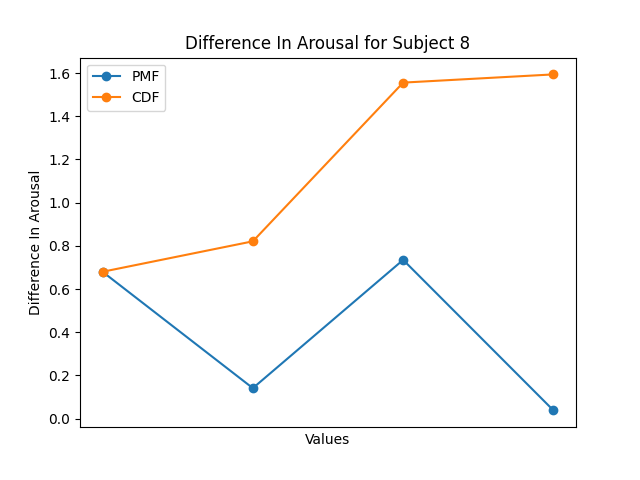 Difference In Arousal for Subject 8
PMF
CDF
1.6
1.4
1.2
1.0
0.8
0.6
0.4
0.2
0.0
Difference In Arousal
Values